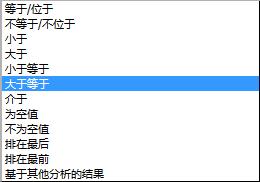 等于/位于
不等于/不位于
小于
大于
小于等于
大于等于
介于
为空值
不为空值
排在最后
排在最前
基于其他分析的结果